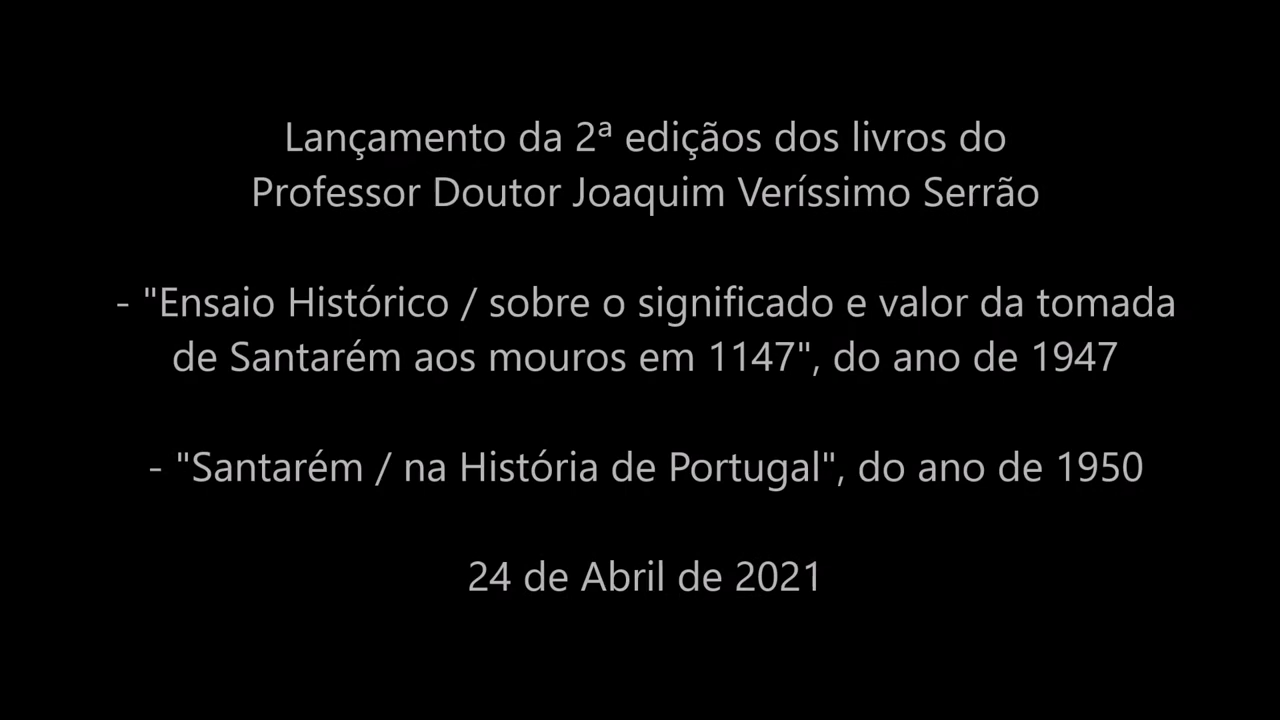 Lançamento da 2ª ediçãos dos livros do
Professor Doutor Joaquim Veríssimo Serrão
- "Ensaio Histórico / sobre o significado e valor da tomada
de Santarém aos mouros em 1147", do ano de 1947
- "Santarém / na História de Portugal", do ano de 1950
24 de Abril de 2021